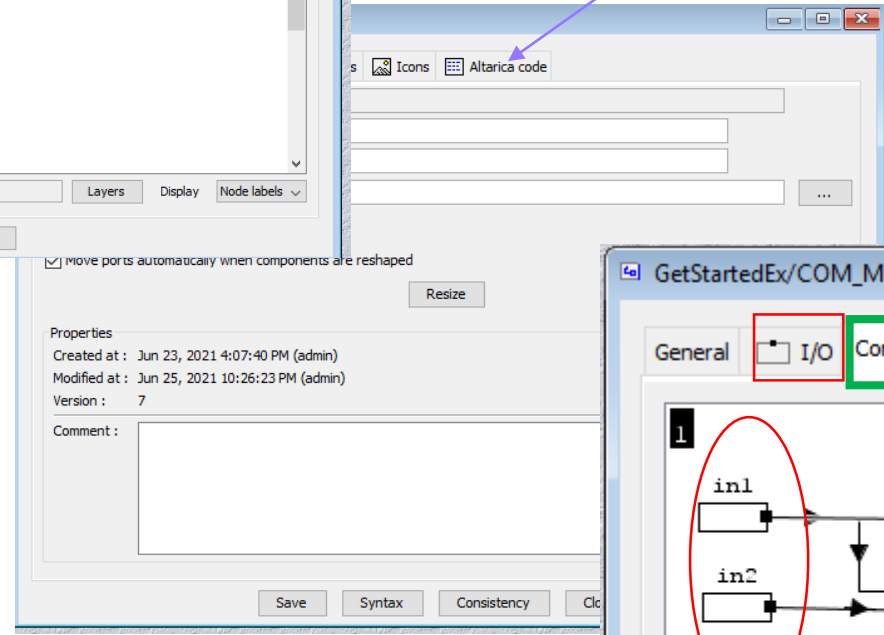 Icons Altarica code
Layers Display Node labels
...
Move ports automatically when components are reshaped
Resize
Properties
Created at : Jun 23, 2021 4:07:40 PM (admin)
Modified at : Jun 25, 2021 10:26:23 PM (admin)
Version : 7
Comment :
Save Syntax Consistency
GetStartedEx/COM_M
General I/O
1
in1
in2